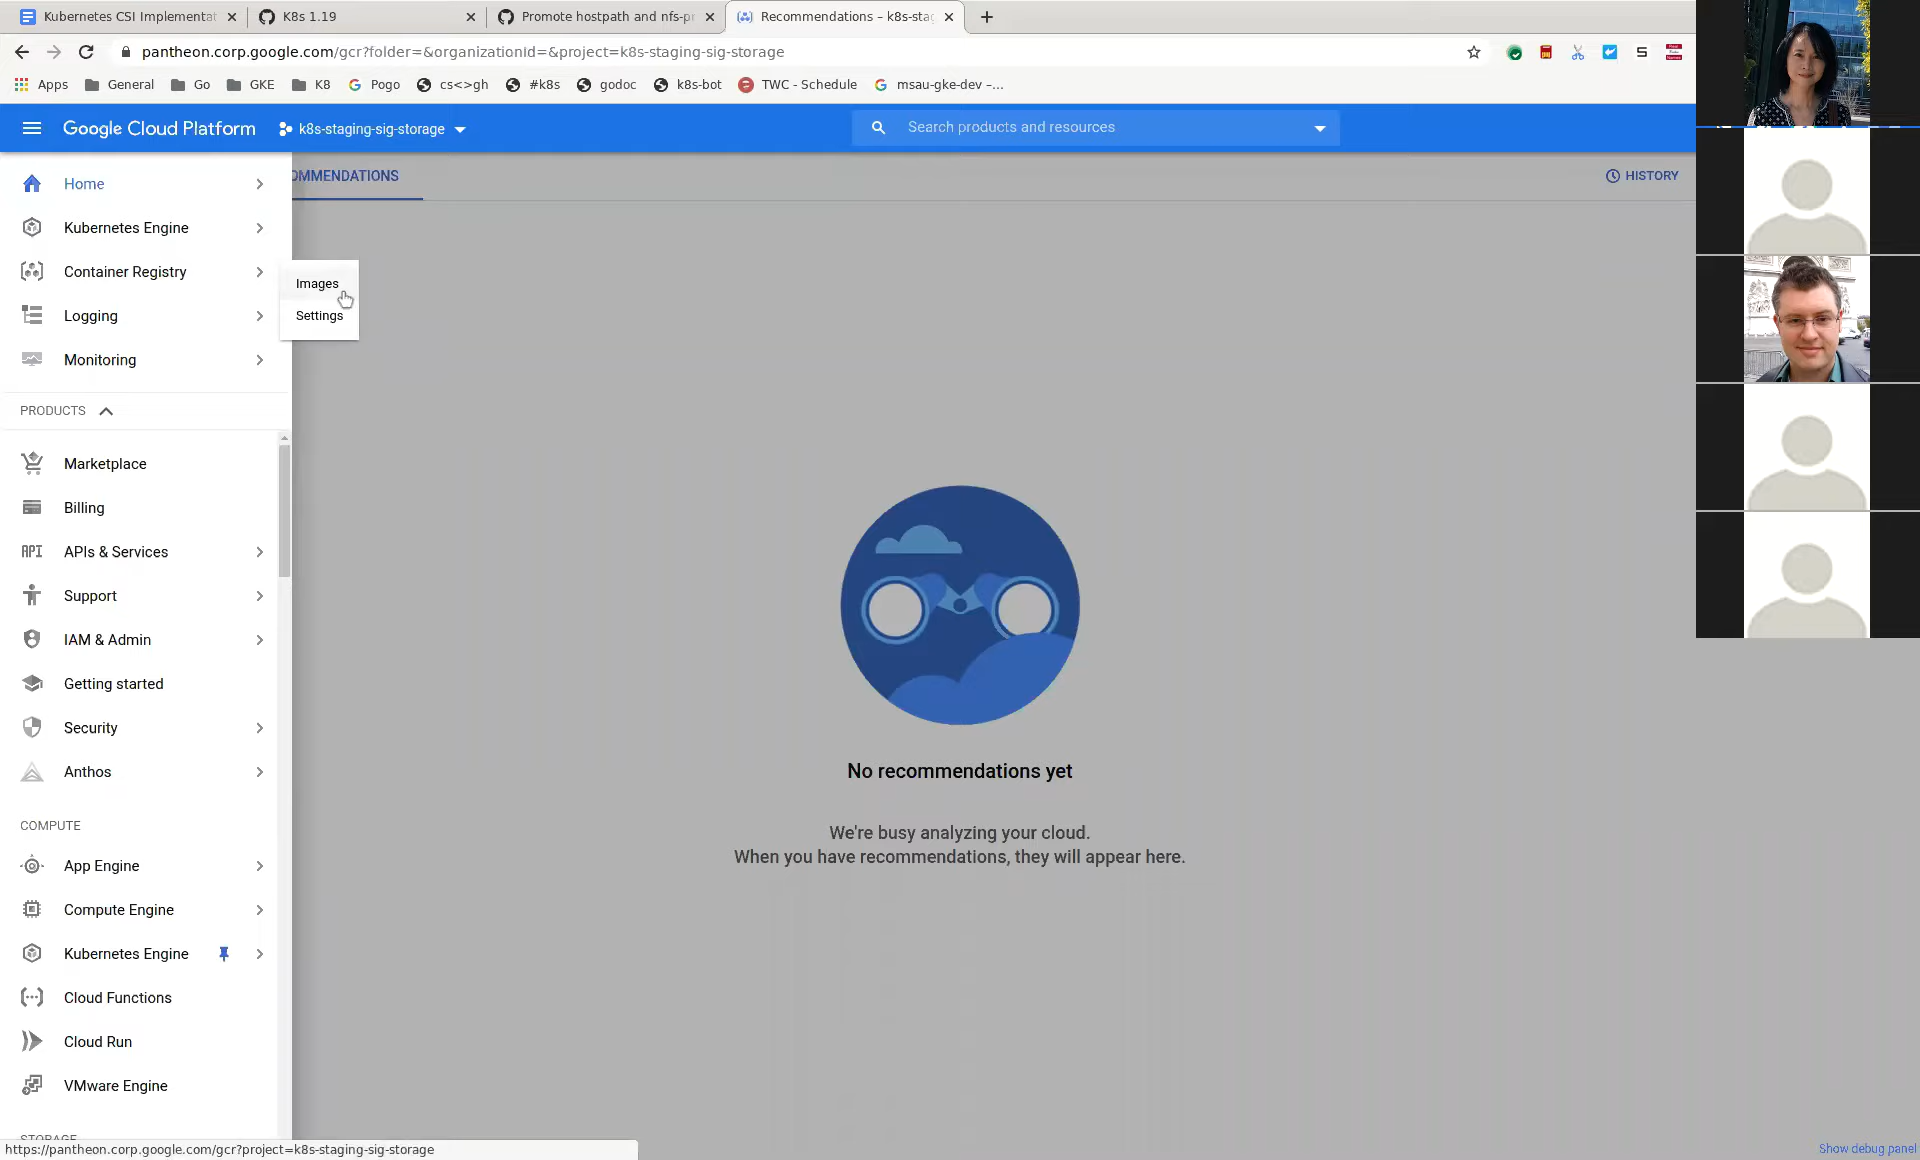 Kubernetes CSI Implementat
K8s 1.19
Promote hostpath and nfs-pr
Recommendations – k8s-stag
pantheon.corp.google.com/gcr?folder=&organizationId=&project=k8s-staging-sig-storage
Apps
General
Go
GKE
K8
Pogo
cs<>gh
#k8s
godoc
k8s-bot
TWC - Schedule
msau-gke-dev –...
Google Cloud Platform
k8s-staging-sig-storage
Search products and resources
Home
OMMENDATIONS
HISTORY
Kubernetes Engine
Container Registry
Images
Settings
Logging
Monitoring
PRODUCTS
Marketplace
Billing
API
APIs & Services
Support
IAM & Admin
Getting started
Security
Anthos
COMPUTE
App Engine
Compute Engine
Kubernetes Engine
Cloud Functions
Cloud Run
VMware Engine
STORAGE
No recommendations yet
We're busy analyzing your cloud.
When you have recommendations, they will appear here.
https://pantheon.corp.google.com/gcr?project=k8s-staging-sig-storage
Show debug panel